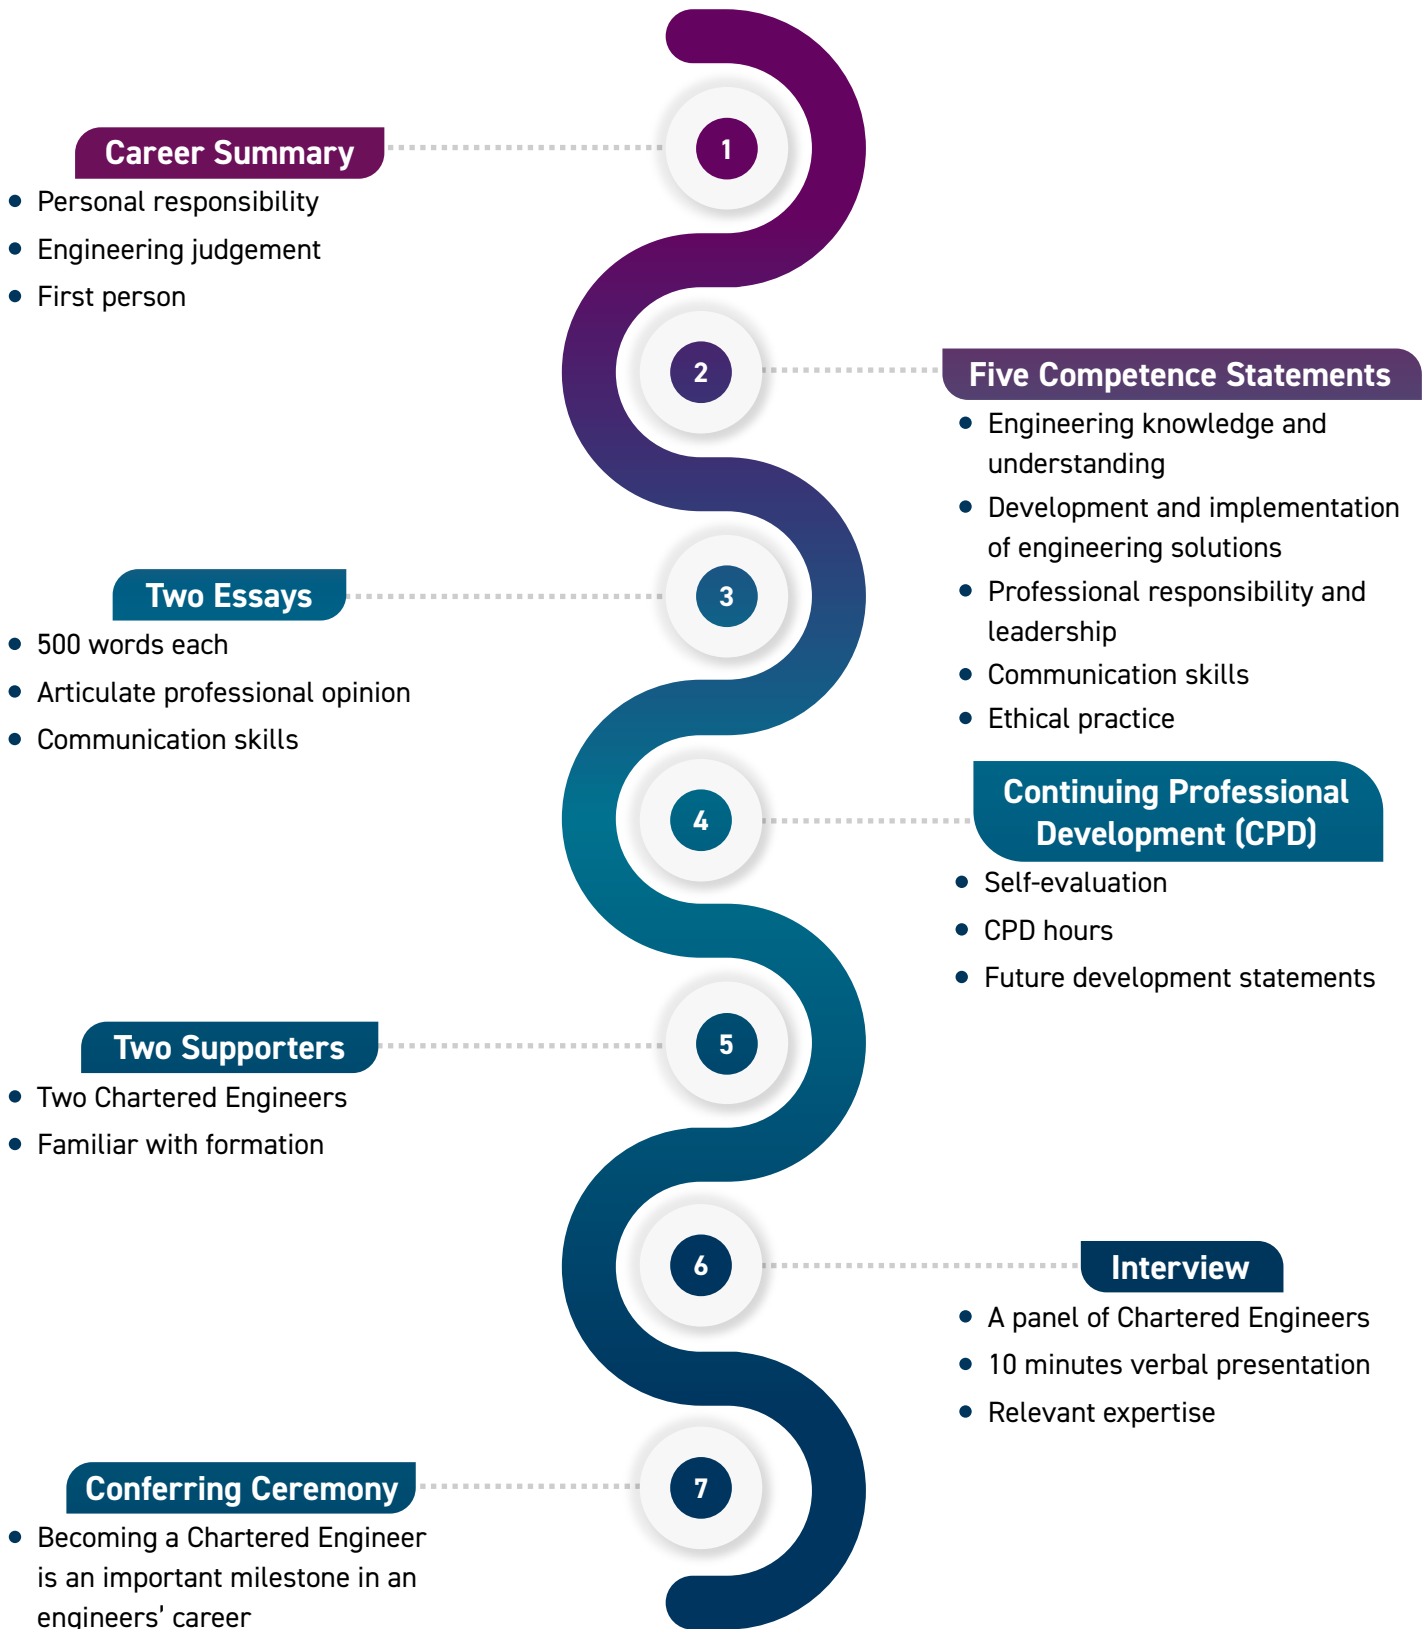 1
Career Summary
Personal responsibility
Engineering judgement
First person
2
Five Competence Statements
Engineering knowledge and
understanding
Development and implementation
of engineering solutions
Professional responsibility and
leadership
Communication skills
Ethical practice
3
Two Essays
500 words each
Articulate professional opinion
Communication skills
4
Continuing Professional
Development (CPD)
Self-evaluation
CPD hours
Future development statements
5
Two Supporters
Two Chartered Engineers
Familiar with formation
6
Interview
A panel of Chartered Engineers
10 minutes verbal presentation
Relevant expertise
7
Conferring Ceremony
Becoming a Chartered Engineer
is an important milestone in an
engineers' career